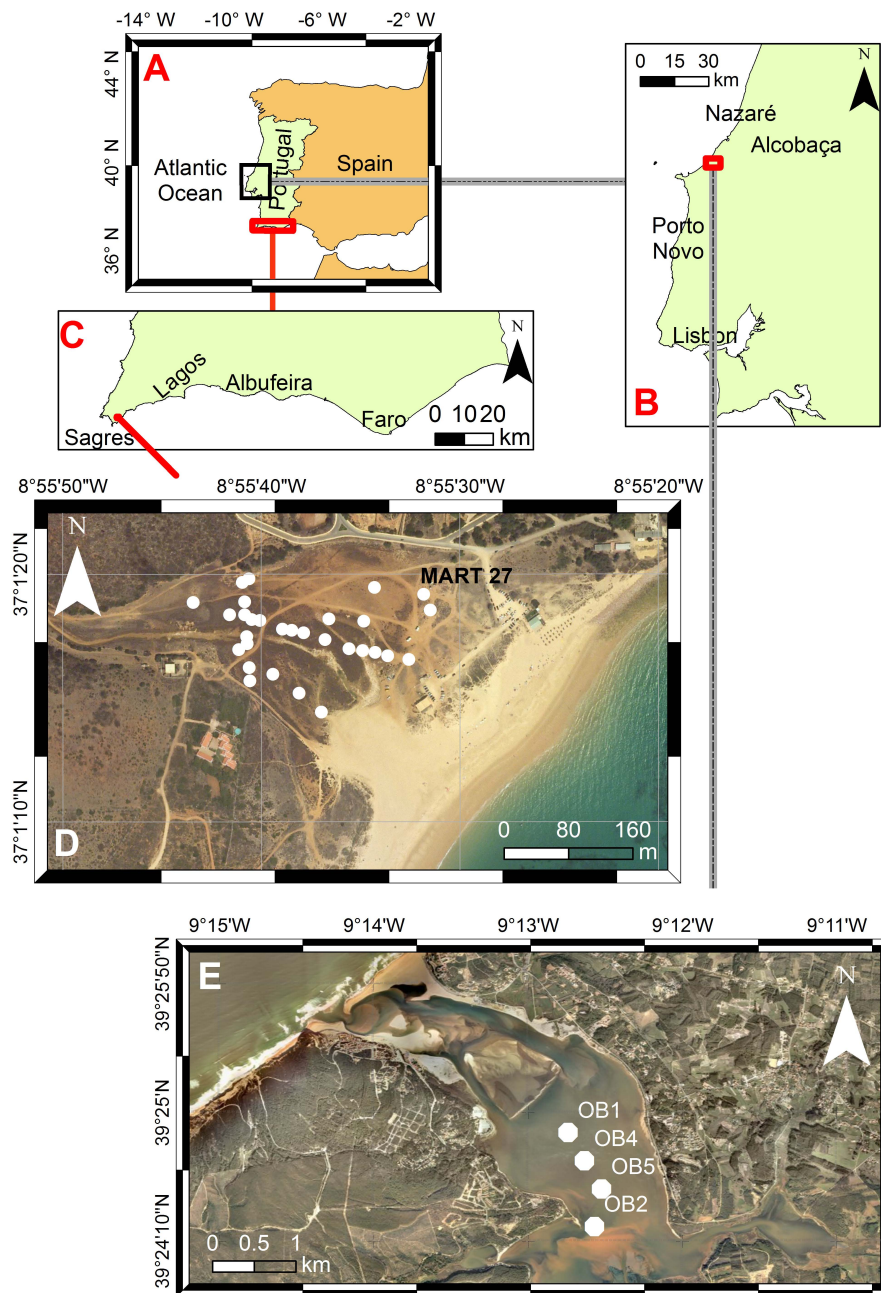 -14° W -10° W -6° W -2° W
A
44° N
40° N
36° N
Atlantic
Ocean
Portugal
Spain
0 15 30
km
N
Nazaré
Alcobaça
Porto
Novo
Lisbon
B
C
N
Lagos
Albufeira
Faro
Sagres
0 10 20
km
8°55'50"W 8°55'40"W 8°55'30"W 8°55'20"W
37°1'20"N
37°1'10"N
N
MART 27
D
0 80 160
m
9°15'W 9°14'W 9°13'W 9°12'W 9°11'W
39°25'50"N
39°25'N
39°24'10"N
E
N
OB1
OB4
OB5
OB2
0 0.5 1
km